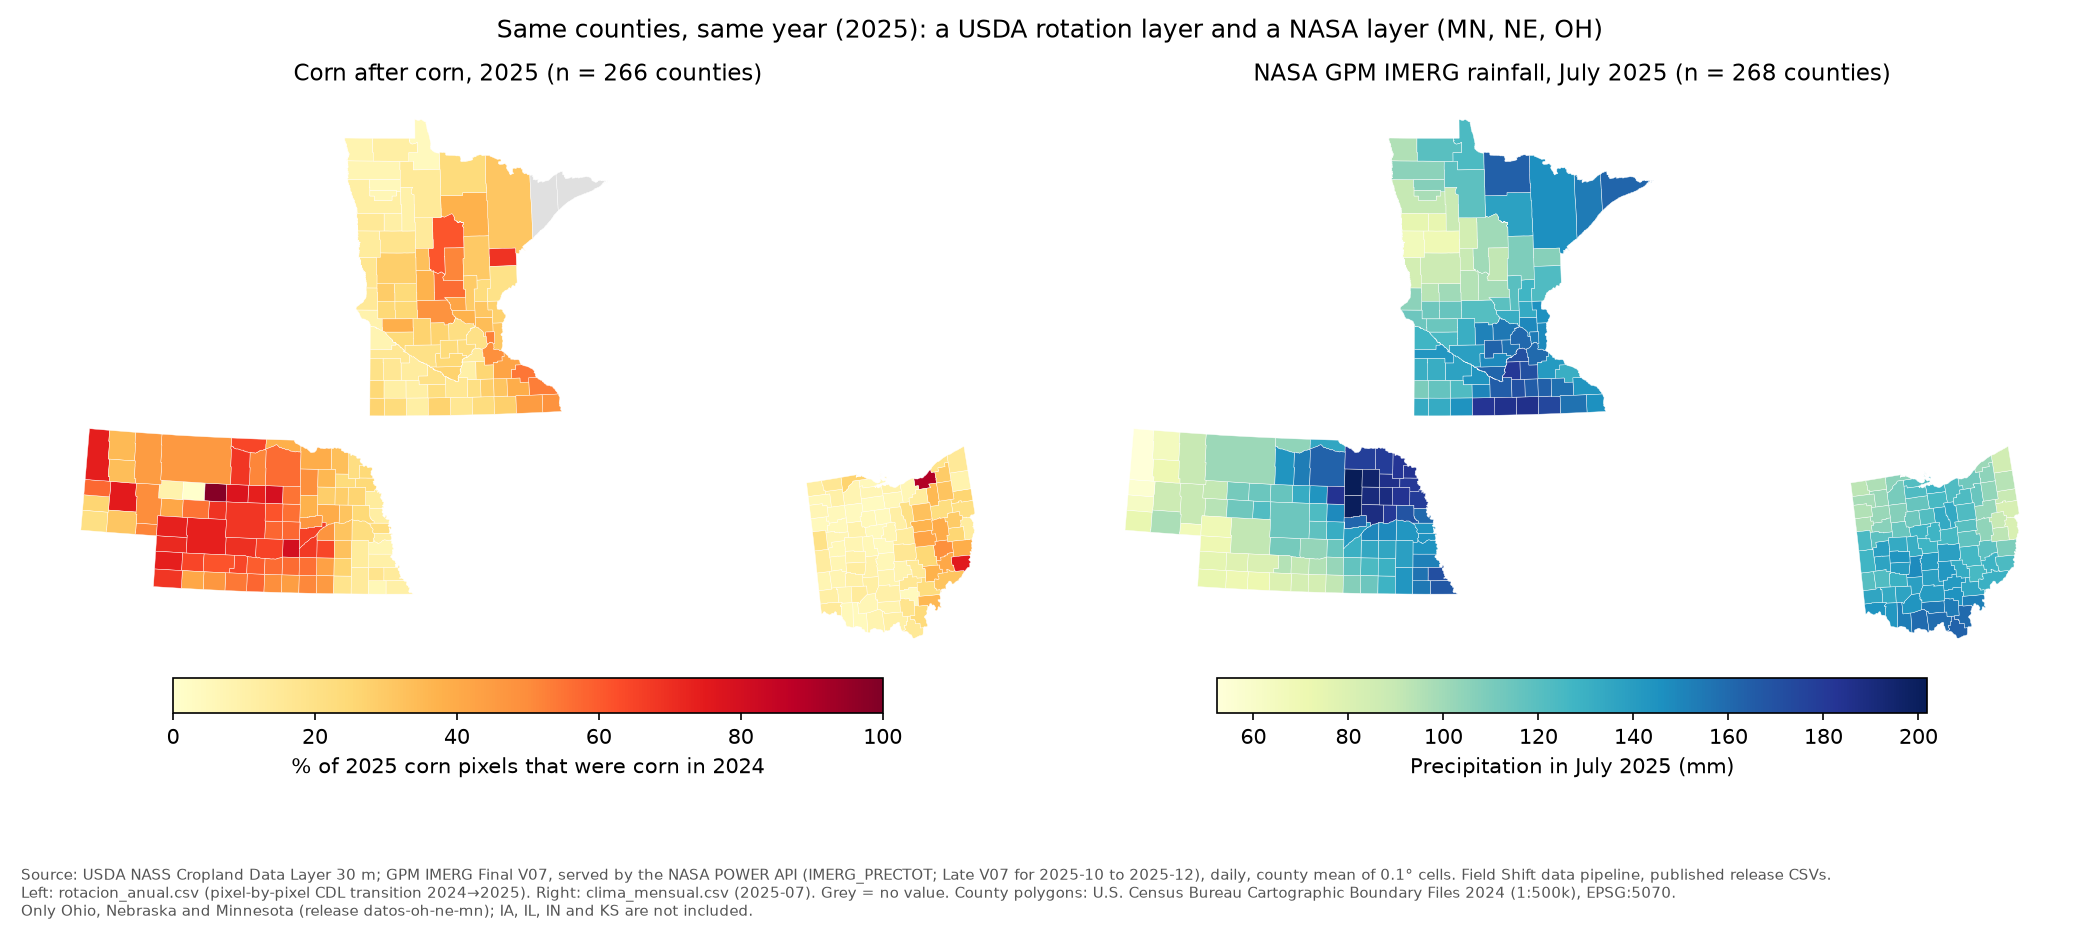 Same counties, same year (2025): a USDA rotation layer and a NASA layer (MN, NE, OH)
Corn after corn, 2025 (n = 266 counties)
NASA GPM IMERG rainfall, July 2025 (n = 268 counties)
0 20 40 60 80 100
% of 2025 corn pixels that were corn in 2024
60 80 100 120 140 160 180 200
Precipitation in July 2025 (mm)
Source: USDA NASS Cropland Data Layer 30 m; GPM IMERG Final V07, served by the NASA POWER API (IMERG_PRECTOT; Late V07 for 2025-10 to 2025-12), daily, county mean of 0.1° cells. Field Shift data pipeline, published release CSVs.
Left: rotacion_anual.csv (pixel-by-pixel CDL transition 2024→2025). Right: clima_mensual.csv (2025-07). Grey = no value. County polygons: U.S. Census Bureau Cartographic Boundary Files 2024 (1:500k), EPSG:5070.
Only Ohio, Nebraska and Minnesota (release datos-oh-ne-mn); IA, IL, IN and KS are not included.